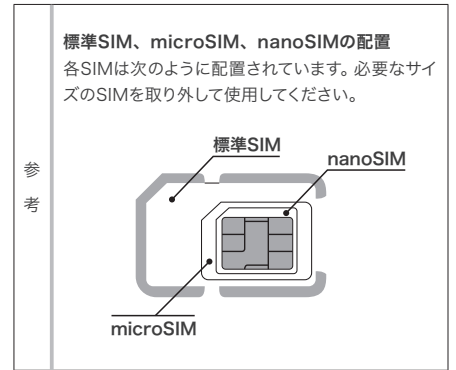 参考
標準SIM、microSIM、nanoSIMの配置
各SIMは次のように配置されています。必要なサイ
ズのSIMを取り外して使用してください。
標準SIM
nanoSIM
microSIM